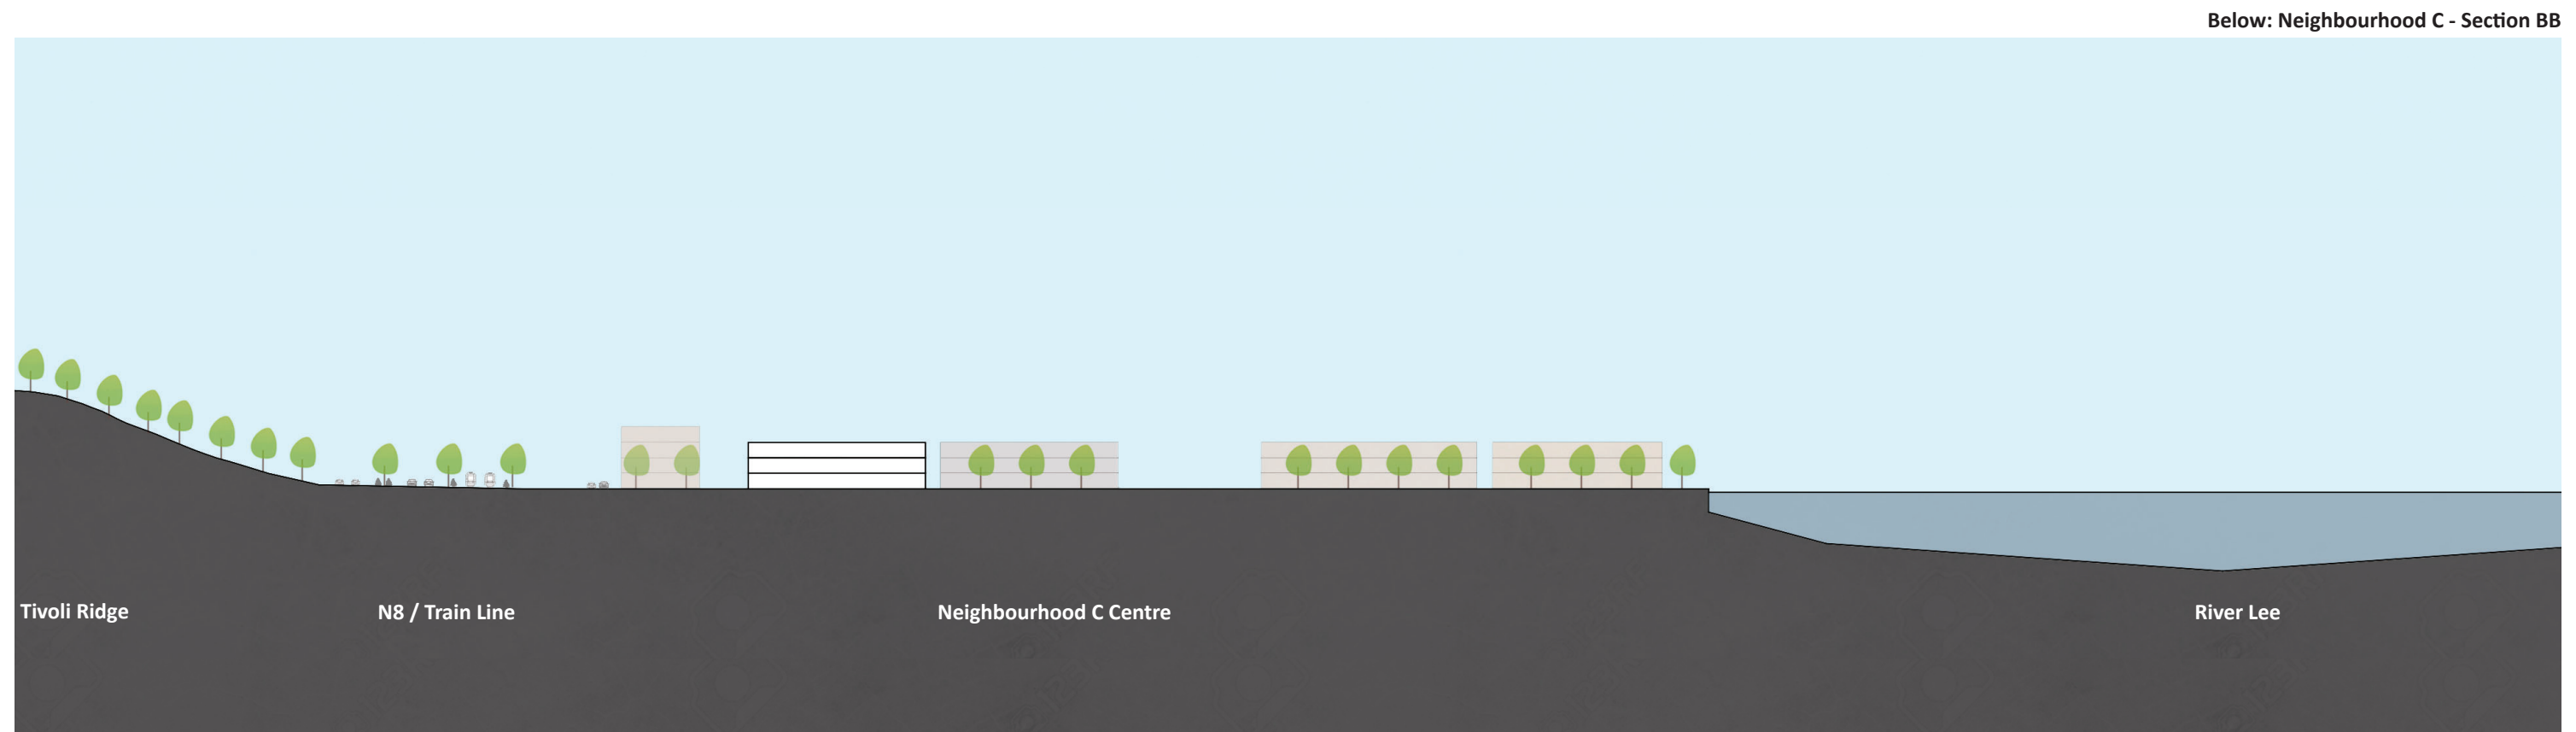 Below: Neighbourhood C - Section BB
Tivoli Ridge
N8 / Train Line
Neighbourhood C Centre
River Lee